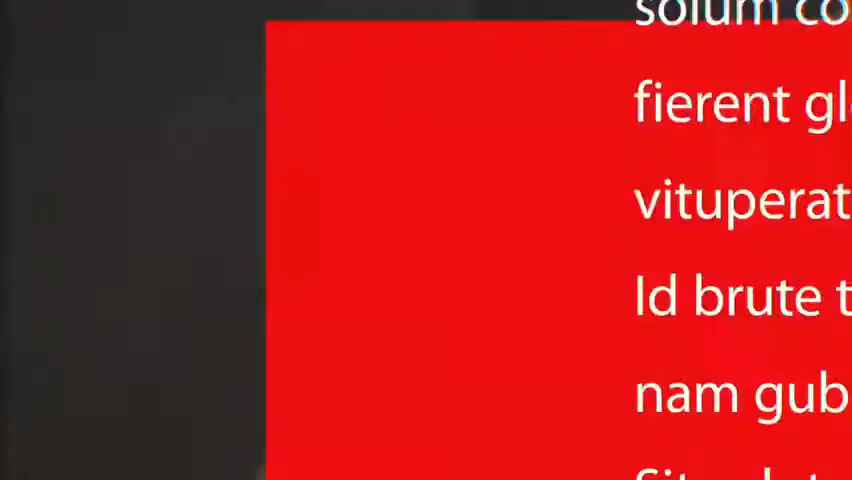 solum co
fierent gl
vituperat
Id brute t
nam gub